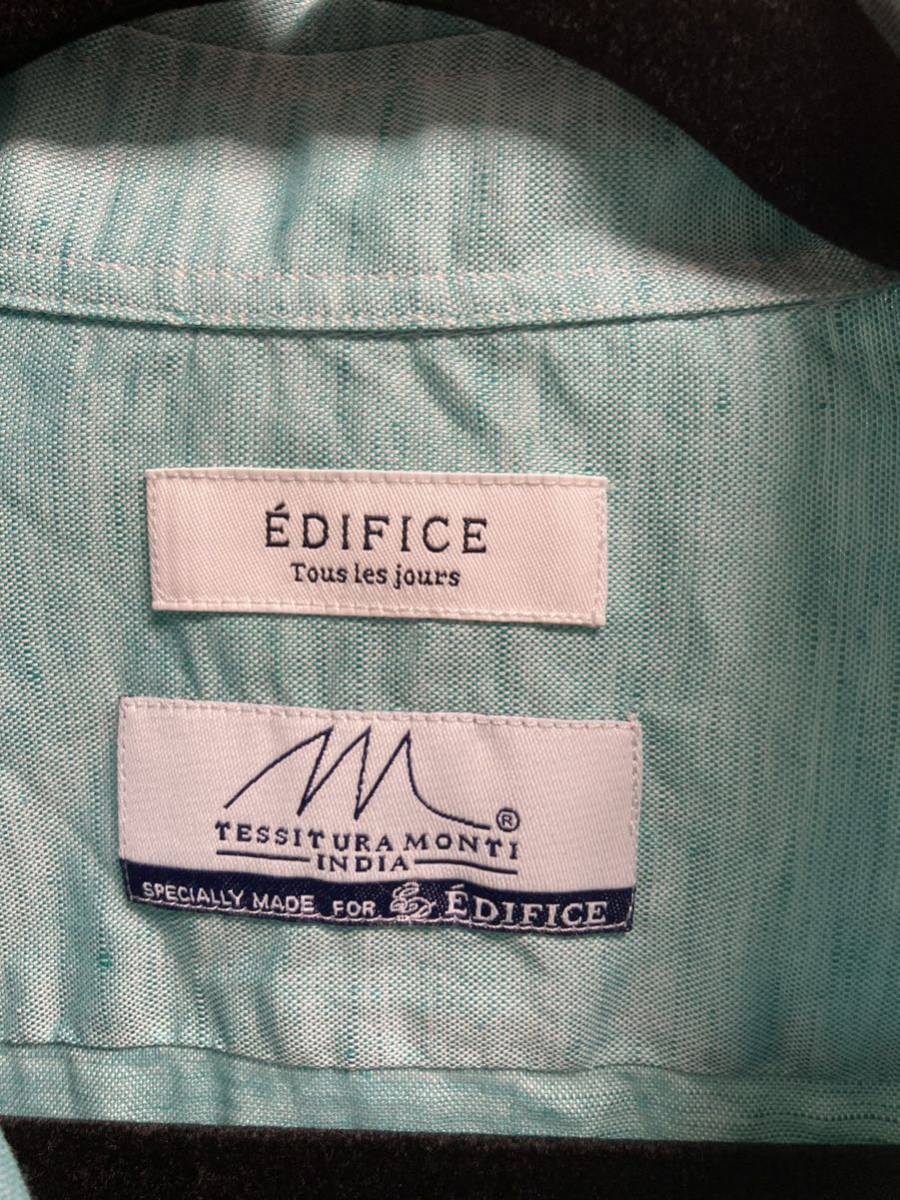 ÉDIFICE
Tous les jours
®
TESSITURA MONTI
INDIA
SPECIALLY MADE FOR ÉDIFICE